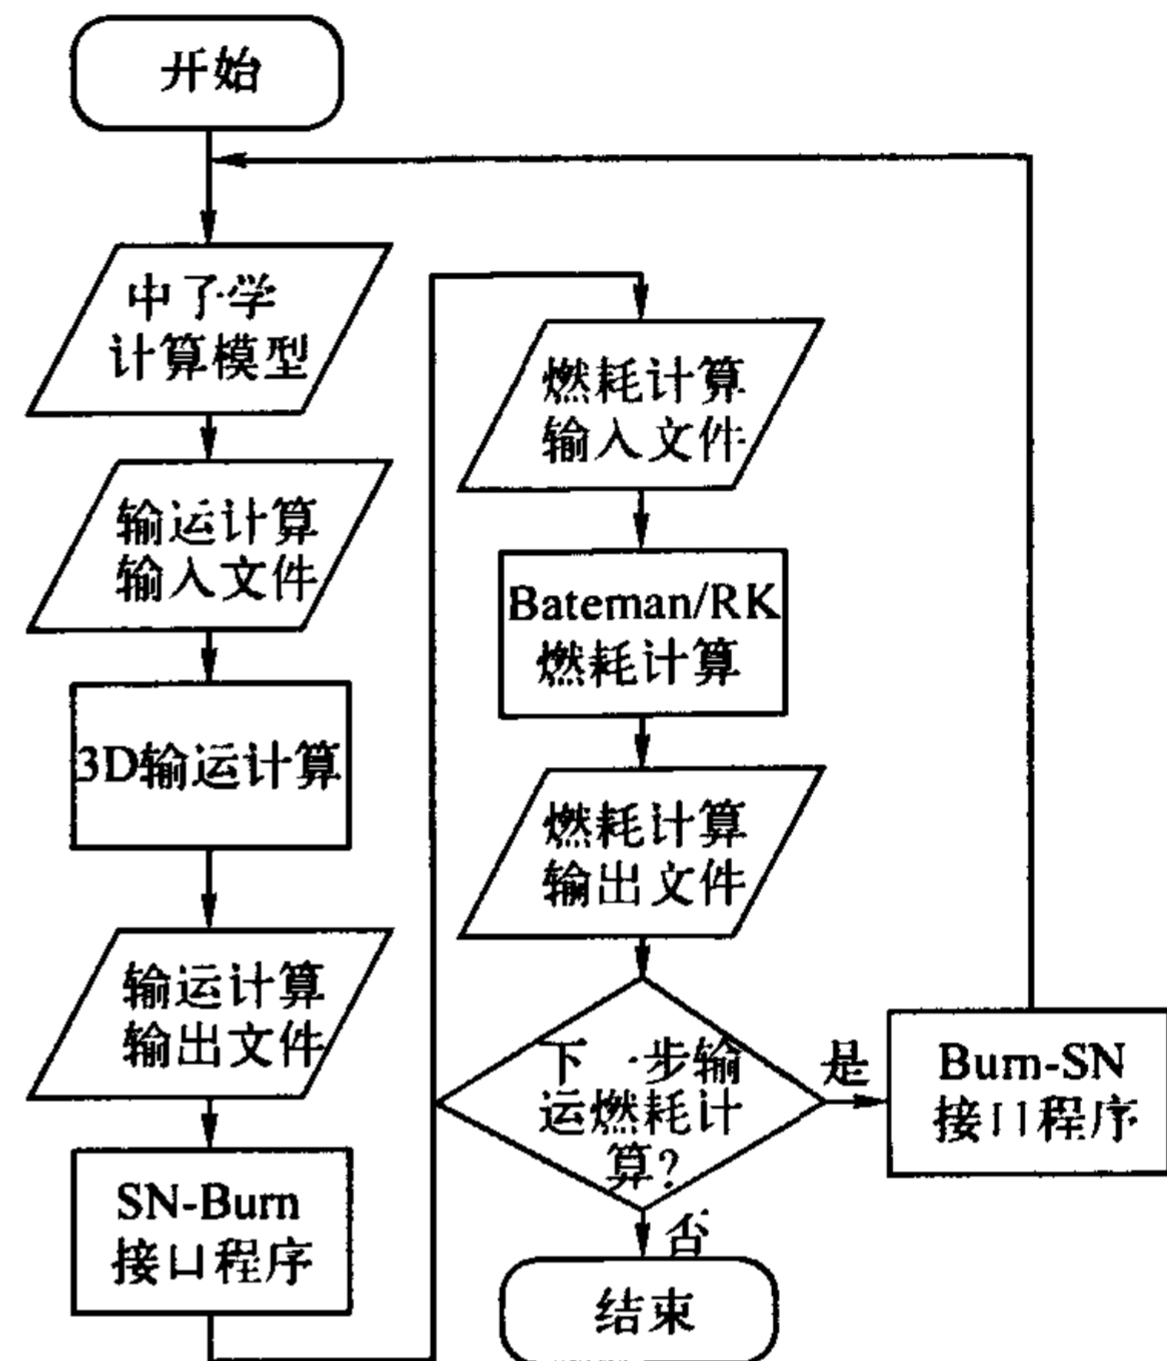 开始
中子学
计算模型
输运计算
输入文件
3D输运计算
输运计算
输出文件
SN-Burn
接口程序
燃耗计算
输入文件
Bateman/RK
燃耗计算
燃耗计算
输出文件
下一步输
运燃耗计
算?
是
否
Burn-SN
接口程序
结束